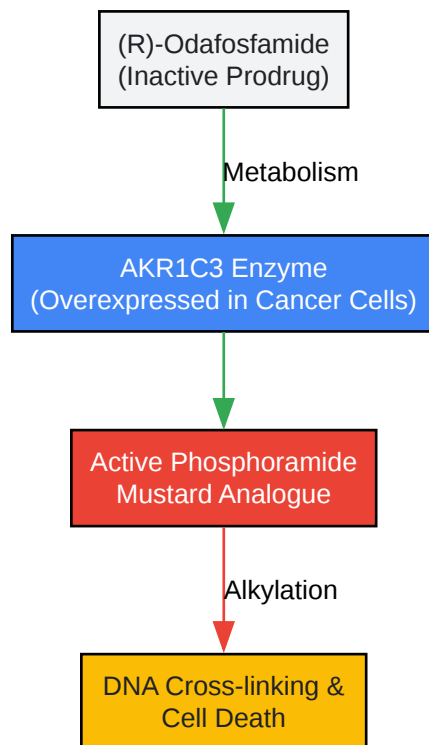 (R)-Odafosfamide
(Inactive Prodrug)
Metabolism
AKR1C3 Enzyme
(Overexpressed in Cancer Cells)
Active Phosphoramide
Mustard Analogue
Alkylation
DNA Cross-linking &
Cell Death